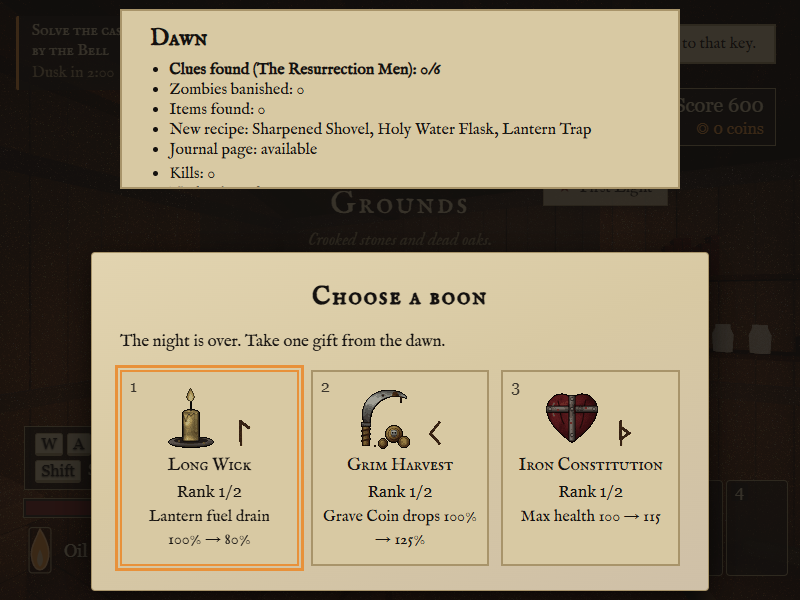 Solve the cas
by the Bell
Dusk in 2:00
Dawn
• Clues found (The Resurrection Men): 0/6
• Zombies banished: 0
• Items found: 0
• New recipe: Sharpened Shovel, Holy Water Flask, Lantern Trap
• Journal page: available
• Kills: 0
to that key.
Score 600
0 coins
First Light
Grounds
Crooked stones and dead oaks.
Choose a boon
The night is over. Take one gift from the dawn.
1
Long Wick
Rank 1/2
Lantern fuel drain
100% → 80%
2
Grim Harvest
Rank 1/2
Grave Coin drops 100%
→ 125%
3
Iron Constitution
Rank 1/2
Max health 100 → 115
W A
Shift
Oil
4